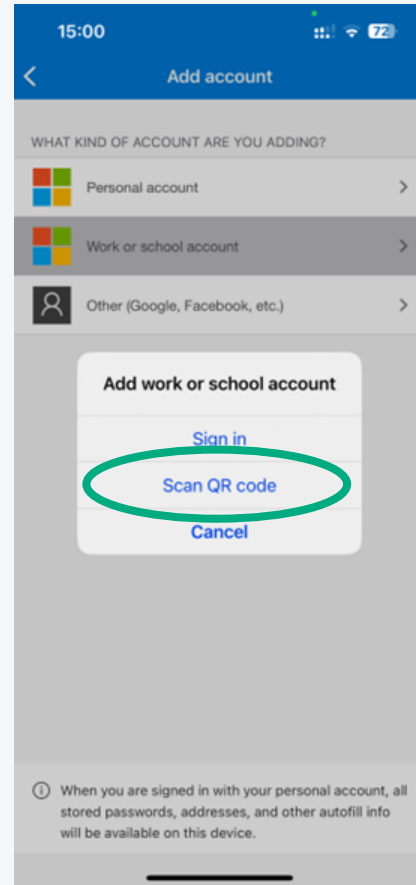 15:00
72
Add account
WHAT KIND OF ACCOUNT ARE YOU ADDING?
Personal account
Work or school account
Other (Google, Facebook, etc.)
Add work or school account
Sign in
Scan QR code
Cancel
When you are signed in with your personal account, all
stored passwords, addresses, and other autofill info
will be available on this device.